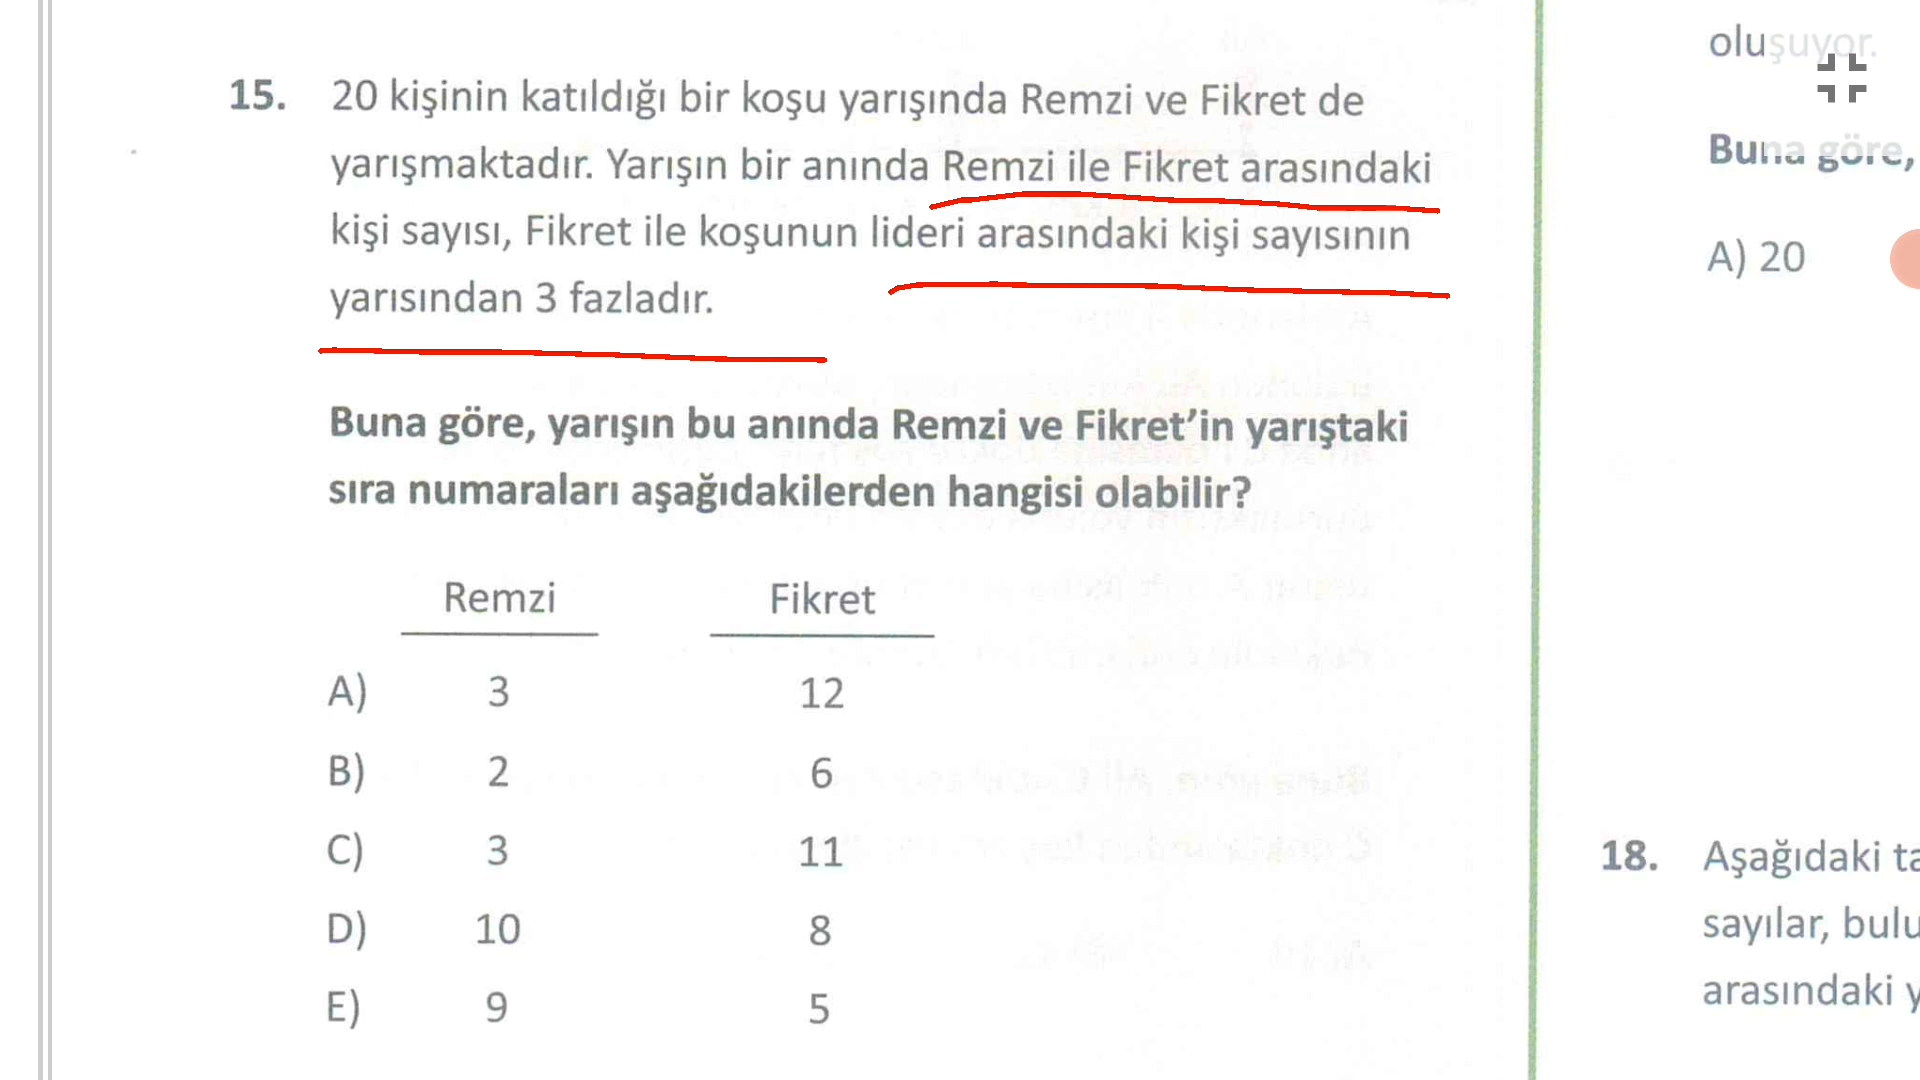 15. 20 kişinin katıldığı bir koşu yarışında Remzi ve Fikret de
yarışmaktadır. Yarışın bir anında Remzi ile Fikret arasındaki
kişi sayısı, Fikret ile koşunun lideri arasındaki kişi sayısının
yarısından 3 fazladır.
Buna göre, yarışın bu anında Remzi ve Fikret’in yarıştaki
sıra numaraları aşağıdakilerden hangisi olabilir?
Remzi Fikret
A) 3 12
B) 2 6
C) 3 11
D) 10 8
E) 9 5
oluşuyor.
Buna göre,
A) 20
18. Aşağıdaki
sayılar,
arasındaki